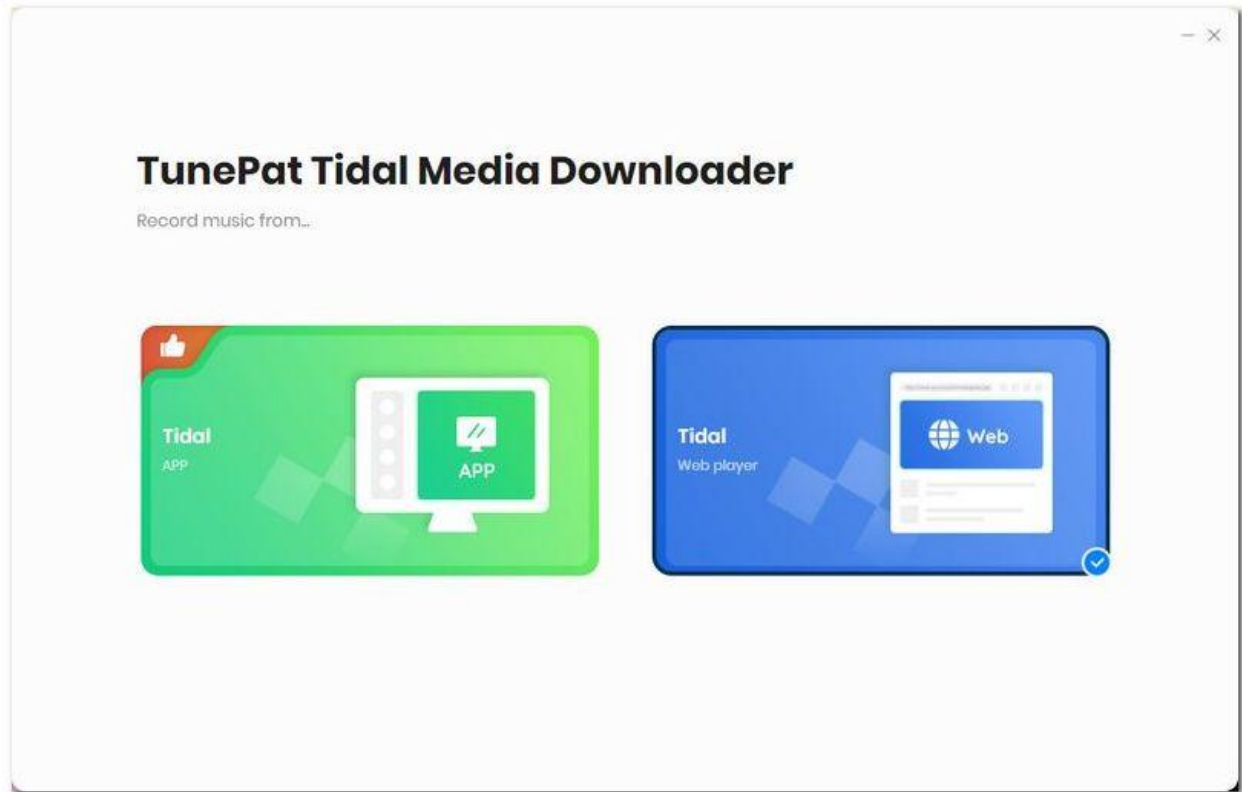 TunePat Tidal Media Downloader
Record music from...
Tidal
APP
APP
Tidal
Web player
Web